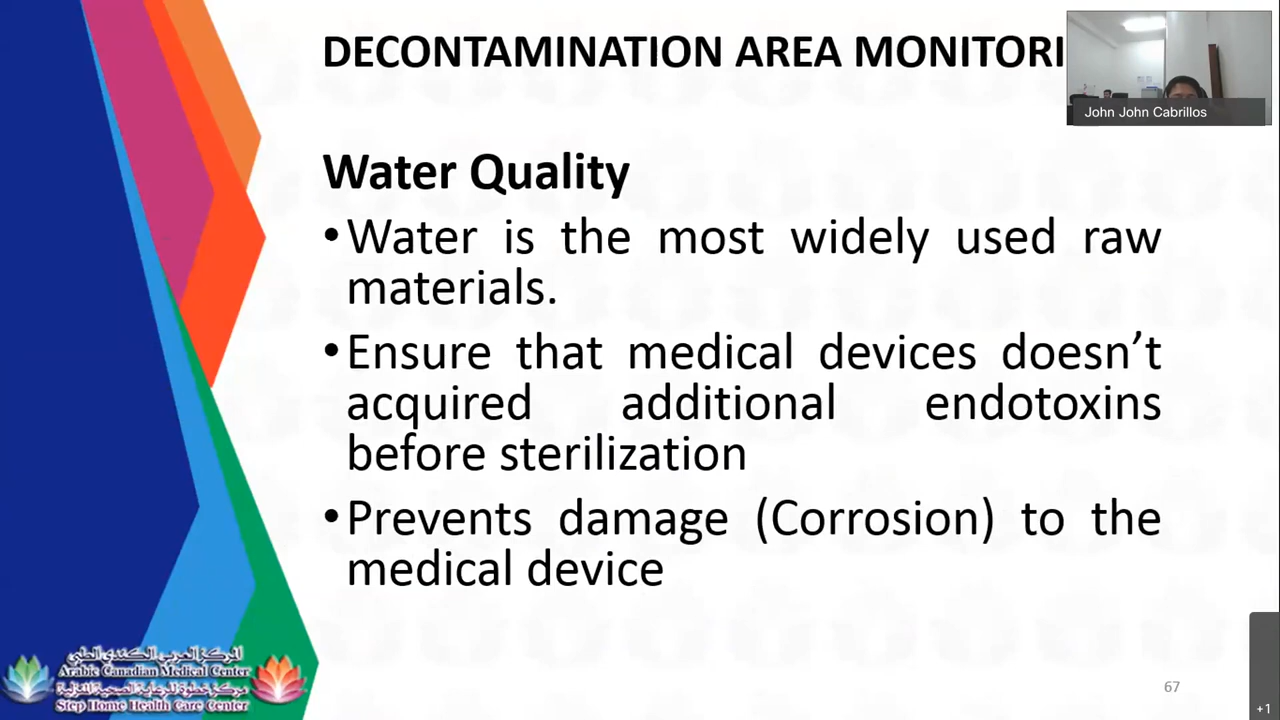 DECONTAMINATION AREA MONITORI
John John Cabrillos
Water Quality
•Water is the most widely used raw
materials.
•Ensure that medical devices doesn't
acquired additional endotoxins
before sterilization
•Prevents damage (Corrosion) to the
medical device
المركز العربي الكندي الطبي
Arabic Canadian Medical Center
مركز خطوة للرعاية الصحية المنزلية
Step Home Health Care Center
67
+1